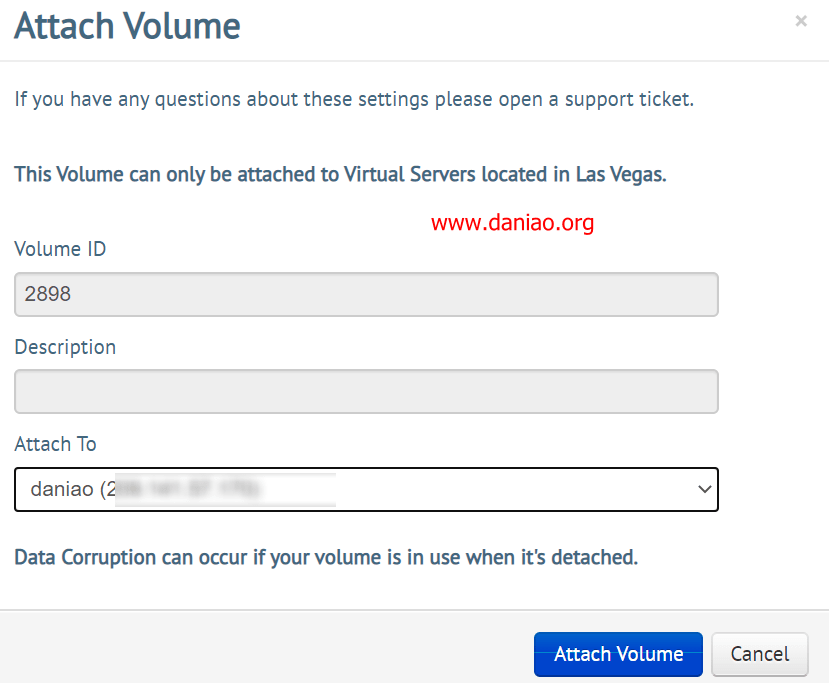 Attach Volume
×
If you have any questions about these settings please open a support ticket.
This Volume can only be attached to Virtual Servers located in Las Vegas.
www.daniao.org
Volume ID
2898
Description
Attach To
daniao (2
Data Corruption can occur if your volume is in use when it's detached.
Attach Volume
Cancel